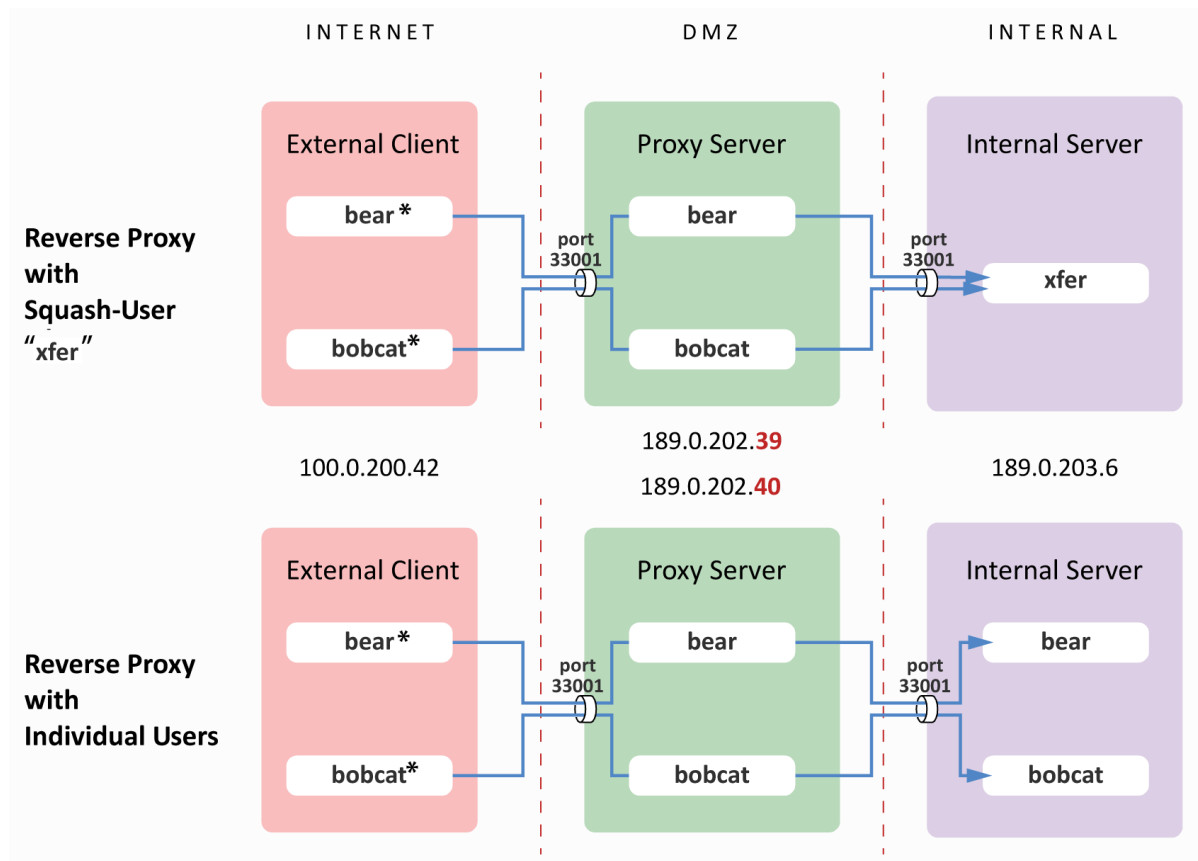 INTERNET
DMZ
INTERNAL
External Client
Proxy Server
Internal Server
bear *
bear
port
33001
port
33001
Reverse Proxy
with
Squash-User
“xfer”
xfer
bobcat*
bobcat
189.0.202.39
100.0.200.42
189.0.203.6
189.0.202.40
External Client
Proxy Server
Internal Server
bear *
bear
bear
port
33001
port
33001
Reverse Proxy
with
Individual Users
bobcat*
bobcat
bobcat